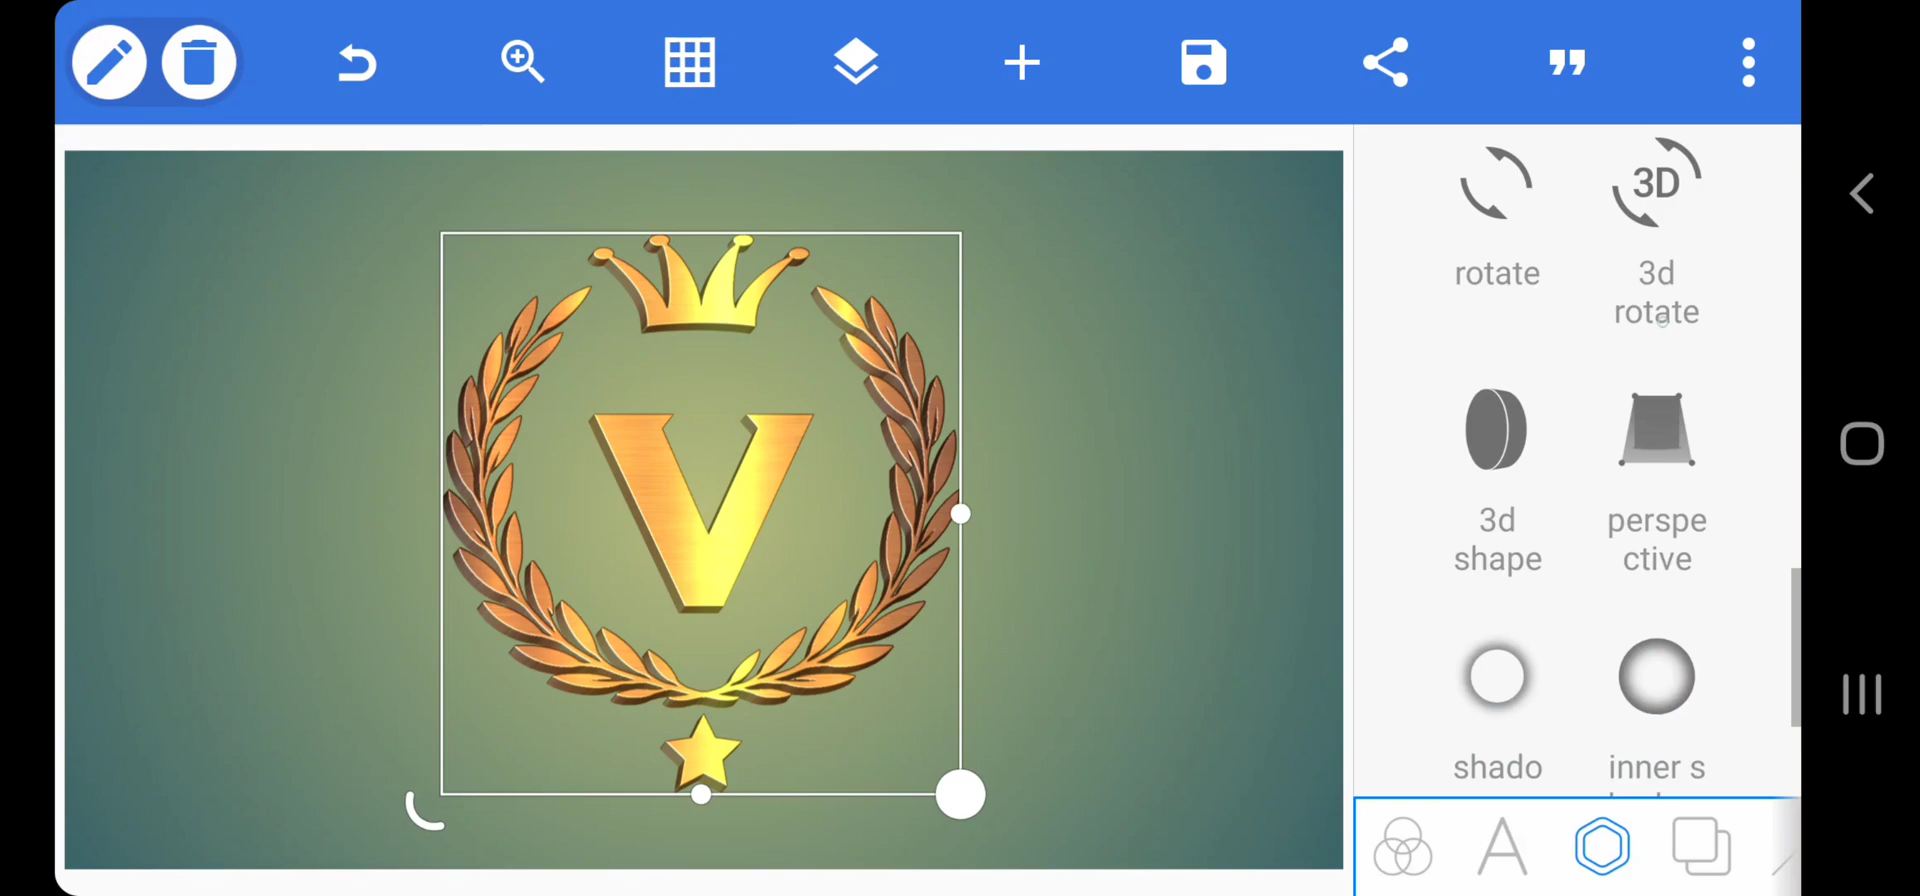 3D
rotate
3d
rotate
V
3d
shape
perspe
ctive
shado
inner s